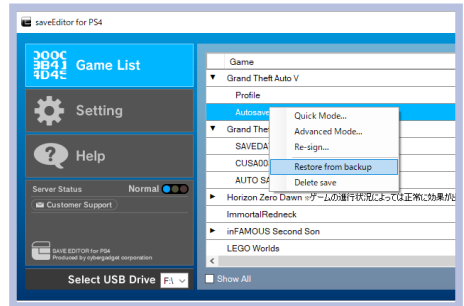 saveEditor for PS4
Game List
Setting
Help
Server Status Normal
Customer Support
SAVE EDITOR for PS4
Produced by cybergadget corporation
Select USB Drive F:\
Game
Grand Theft Auto V
Profile
Autosave
Grand The
SAVEDA
CUSA00
AUTO SA
Quick Mode...
Advanced Mode...
Re-sign...
Restore from backup
Delete save
Horizon Zero Dawn ※ゲームの進行状況によっては正常に効果が
ImmortalRedneck
inFAMOUS Second Son
LEGO Worlds
Show All